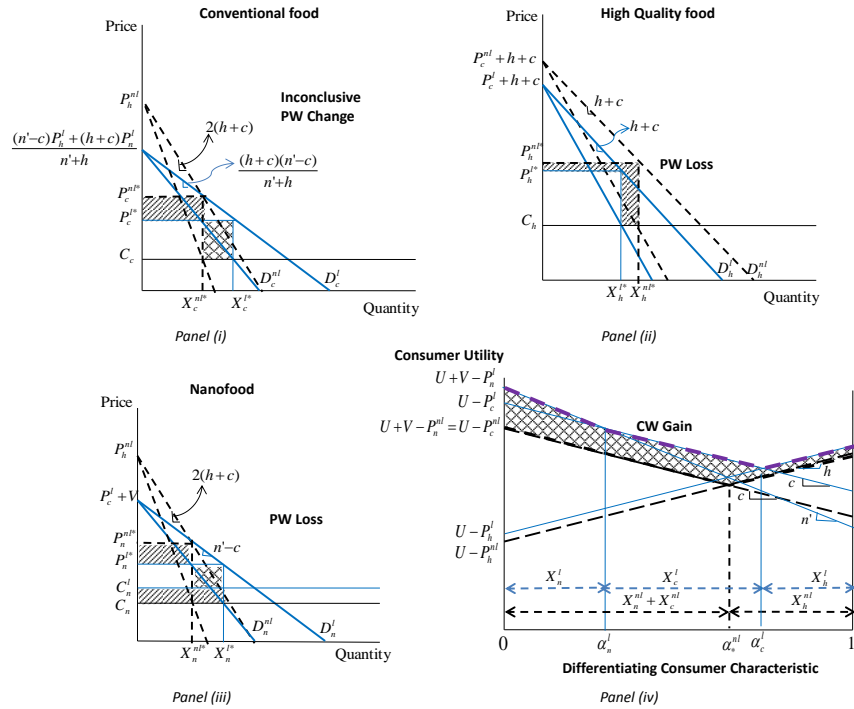 Conventional food
Price
P_h^{nl}
Inconclusive
PW Change
2(h+c)
\frac{(n'-c)P_h^l+(h+c)P_n^l}{n'+h}
\frac{(h+c)(n'-c)}{n'+h}
P_c^{nl*}
P_c^{l*}
C_c
D_c^{nl}
D_c^l
X_c^{nl*}
X_c^{l*}
Quantity
Panel (i)
High Quality food
Price
P_c^{nl}+h+c
P_c^l+h+c
h+c
h+c
P_h^{nl*}
P_h^{l*}
PW Loss
C_h
D_h^l
D_h^{nl}
X_h^{l*}
X_h^{nl*}
Quantity
Panel (ii)
Nanofood
Price
P_h^{nl}
2(h+c)
P_c^l+V
PW Loss
P_n^{nl*}
n'-c
P_n^{l*}
C_n^l
C_n
D_n^{nl}
D_n^l
X_n^{nl*}
X_n^{l*}
Quantity
Panel (iii)
Consumer Utility
U+V-P_n^l
U-P_c^l
U+V-P_n^{nl}=U-P_c^{nl}
CW Gain
h
c
c
n'
U-P_h^l
U-P_h^{nl}
X_n^l
X_c^l
X_h^l
X_n^{nl}+X_c^{nl}
X_h^{nl}
0
α_n^l
α_*^{nl}
α_c^l
1
Differentiating Consumer Characteristic
Panel (iv)